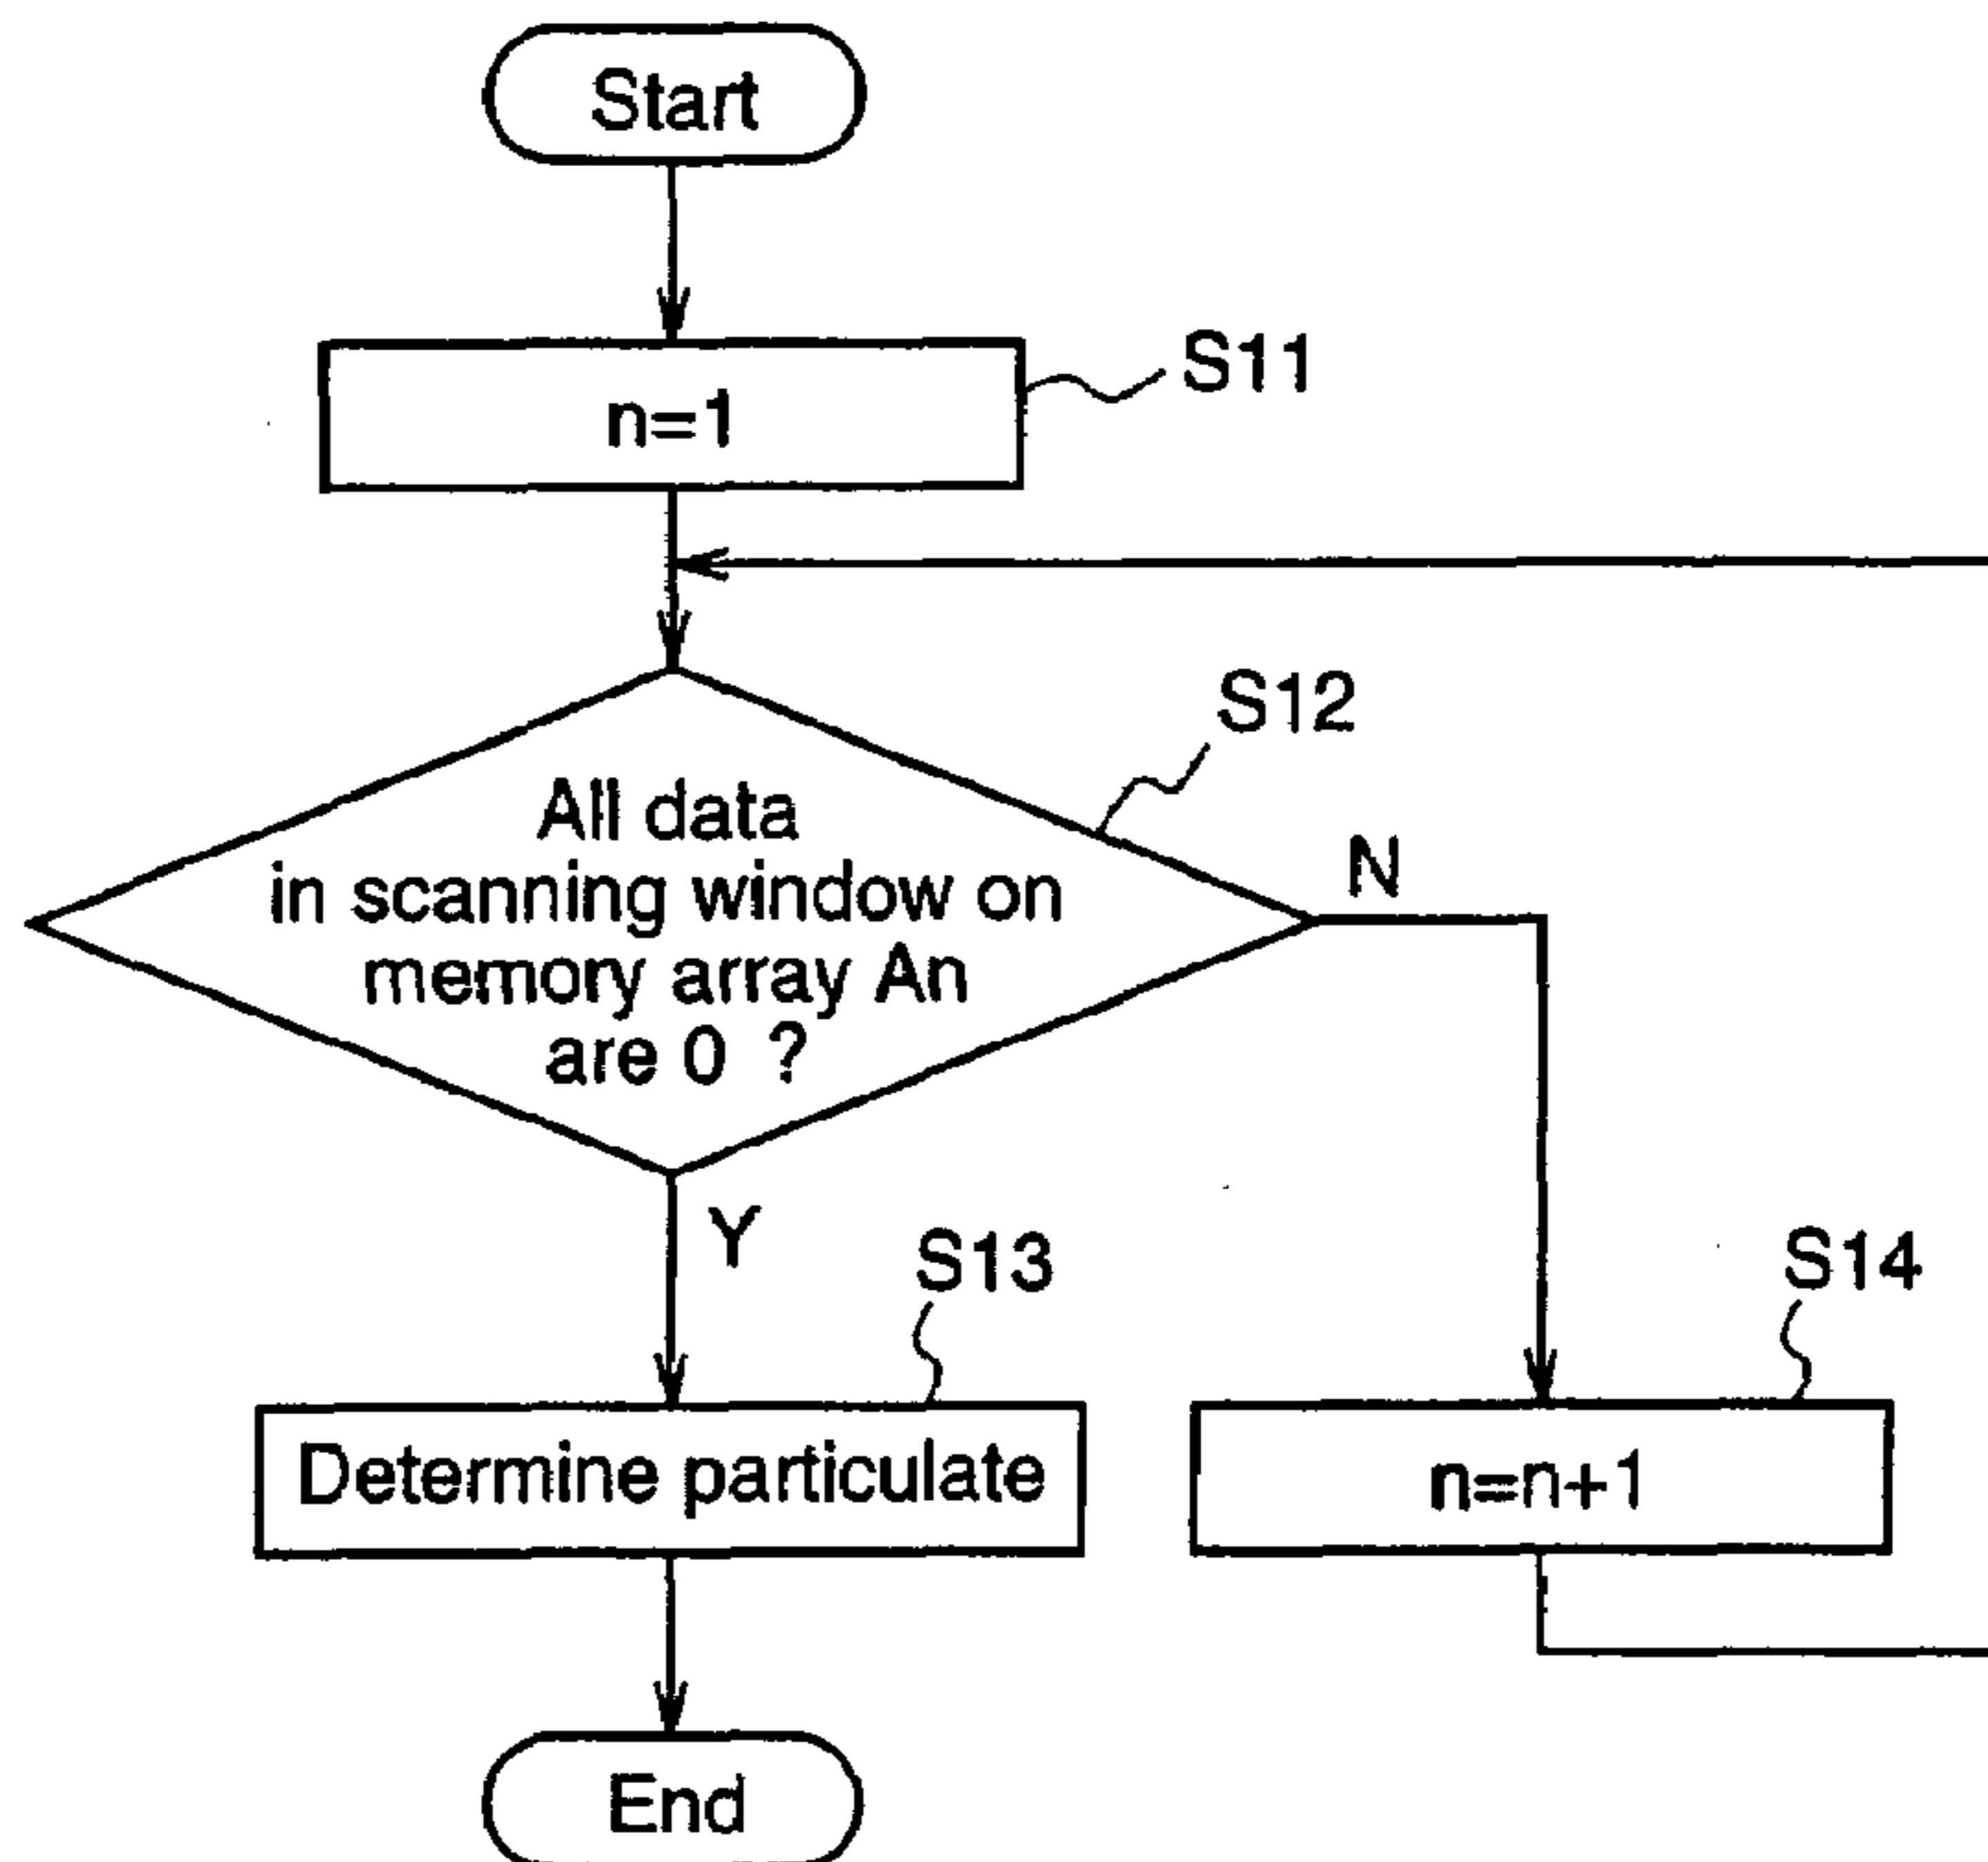 Start
n=1
S11
S12
All data
in scanning window on
memory array An
are 0 ?
N
Y
S13
S14
Determine particulate
n=n+1
End